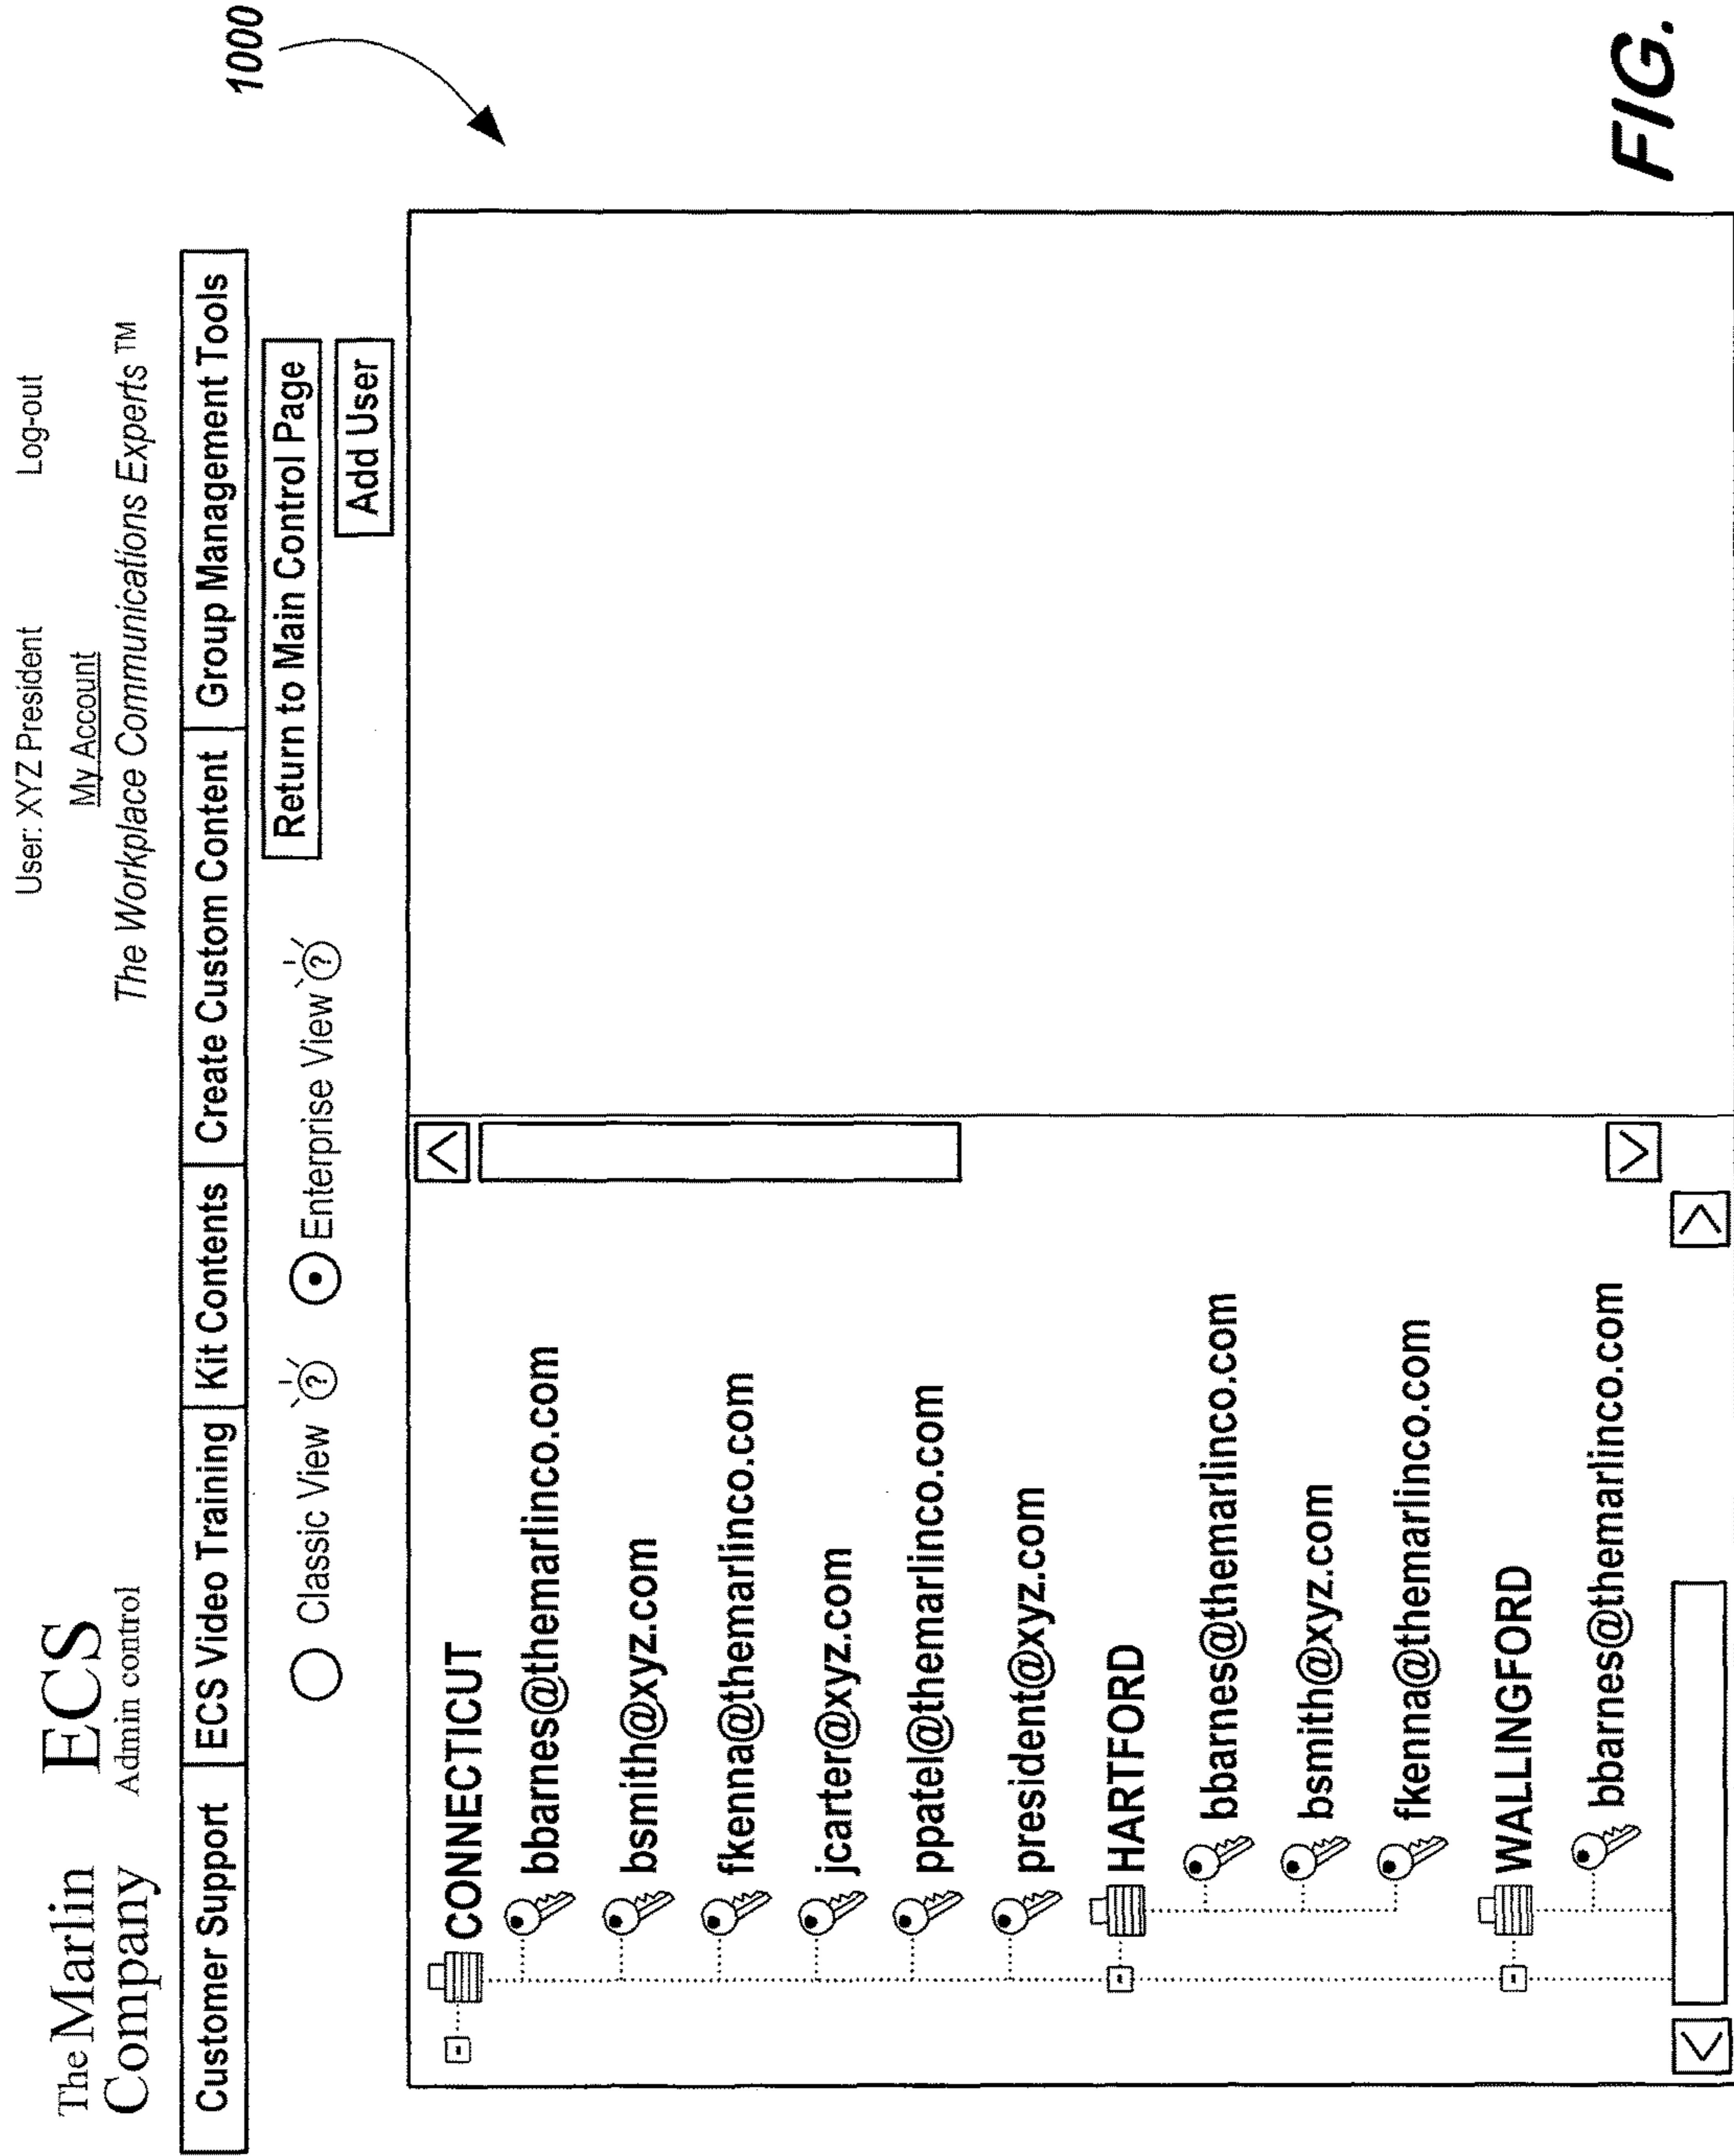 User: XYZ President Log-out
The Marlin
Company
ECS
Admin control
My Account
The Workplace Communications Experts ™
Customer Support ECS Video Training Kit Contents Create Custom Content Group Management Tools
Classic View ? Enterprise View ? Return to Main Control Page
Add User
CONNECTICUT
bbarnes@themarlinco.com
bsmith@xyz.com
fkenna@themarlinco.com
jcarter@xyz.com
ppatel@themarlinco.com
president@xyz.com
HARTFORD
bbarnes@themarlinco.com
bsmith@xyz.com
fkenna@themarlinco.com
WALLINGFORD
bbarnes@themarlinco.com
1000
FIG.